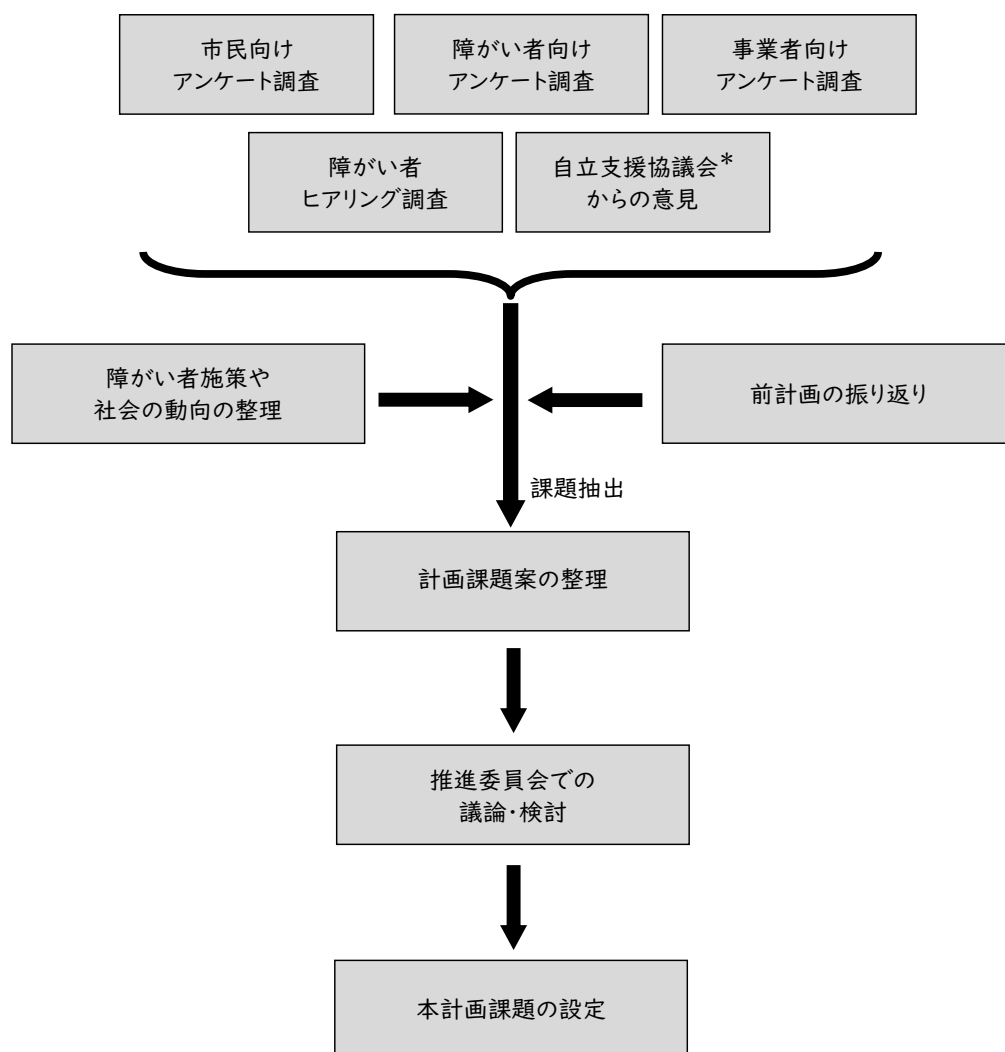 市民向け
アンケート調査
障がい者向け
アンケート調査
事業者向け
アンケート調査
障がい者
ヒアリング調査
自立支援協議会*
からの意見
障がい者施策や
社会の動向の整理
前計画の振り返り
課題抽出
計画課題案の整理
推進委員会での
議論・検討
本計画課題の設定